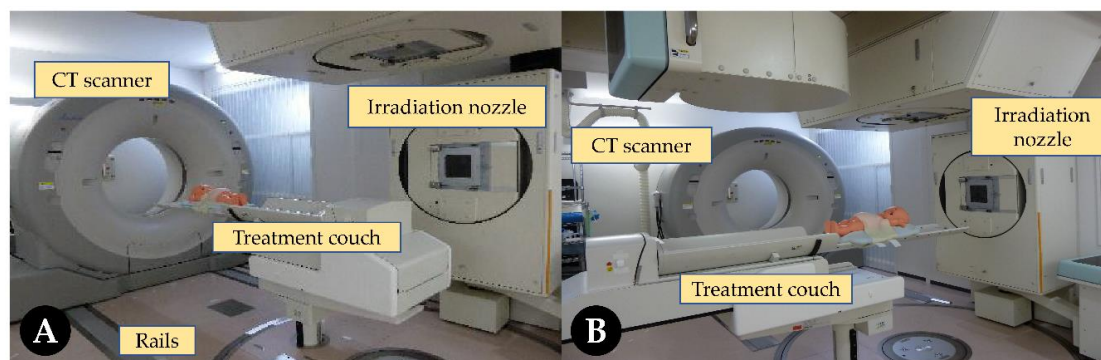 CT scanner
Irradiation nozzle
Treatment couch
Rails
A
CT scanner
Irradiation
nozzle
Treatment couch
B